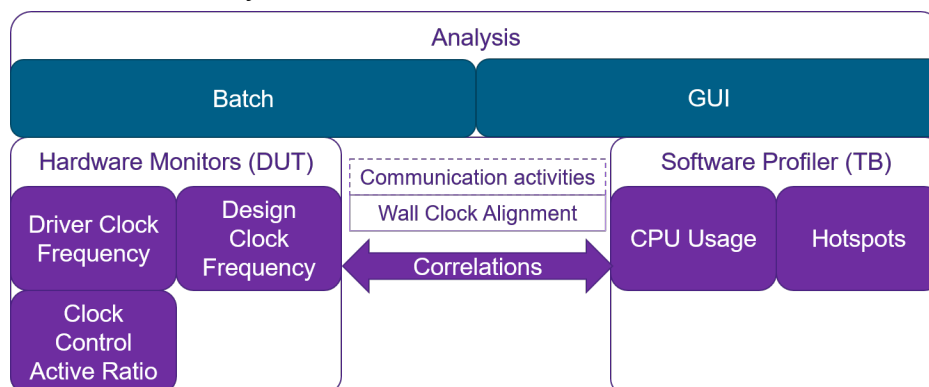 Analysis
Batch
GUI
Hardware Monitors (DUT)
Driver Clock
Frequency
Design
Clock
Frequency
Clock
Control
Active Ratio
Communication activities
Wall Clock Alignment
Correlations
Software Profiler (TB)
CPU Usage
Hotspots